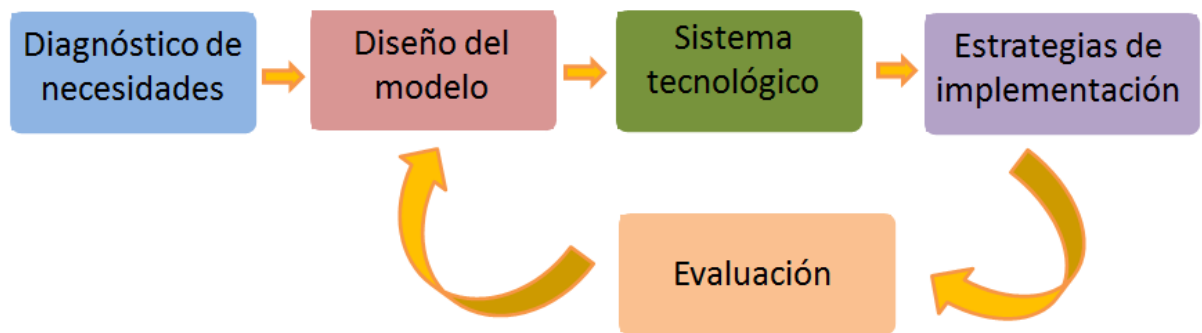 Diagnóstico de
necesidades
Diseño del
modelo
Sistema
tecnológico
Estrategias de
implementación
Evaluación